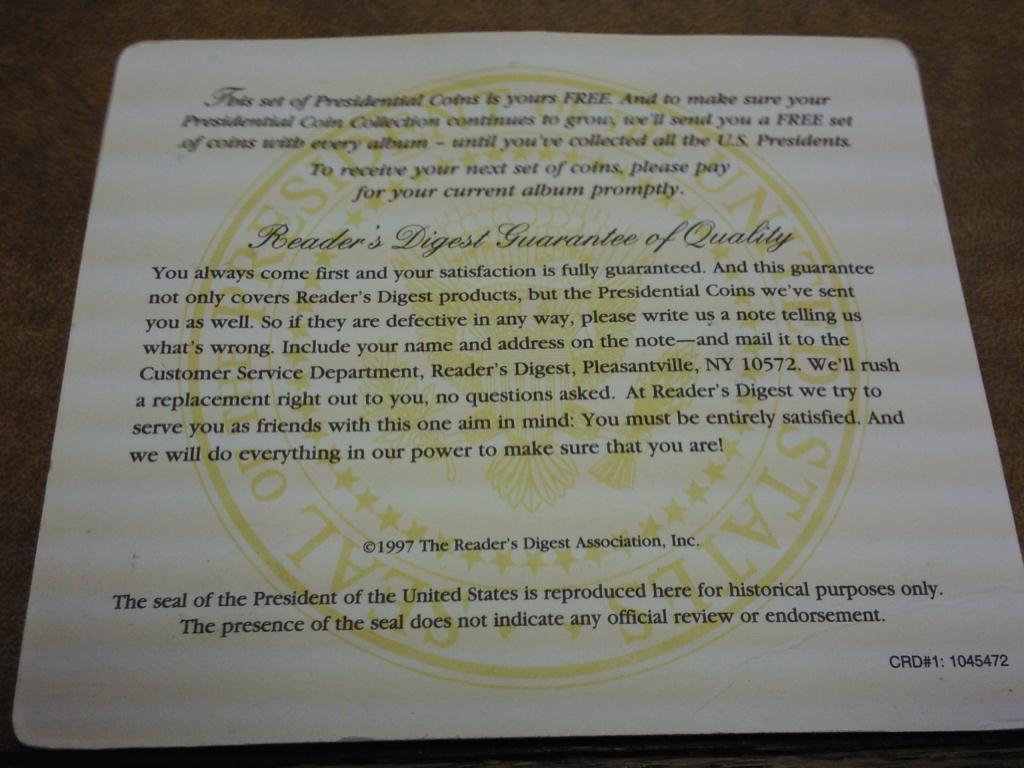 This set of Presidential Coins is yours FREE. And to make sure your
Presidential Coin Collection continues to grow, we'll send you a FREE set
of coins with every album – until you've collected all the U.S. Presidents.
To receive your next set of coins, please pay
for your current album promptly.
Reader's Digest Guarantee of Quality
You always come first and your satisfaction is fully guaranteed. And this guarantee
not only covers Reader's Digest products, but the Presidential Coins we've sent
you as well. So if they are defective in any way, please write us a note telling us
what's wrong. Include your name and address on the note—and mail it to the
Customer Service Department, Reader's Digest, Pleasantville, NY 10572. We'll rush
a replacement right out to you, no questions asked. At Reader's Digest we try to
serve you as friends with this one aim in mind: You must be entirely satisfied. And
we will do everything in our power to make sure that you are!
©1997 The Reader's Digest Association, Inc.
The seal of the President of the United States is reproduced here for historical purposes only.
The presence of the seal does not indicate any official review or endorsement.
CRD#1: 1045472
SEAL OF THE PRESIDENT OF THE UNITED STATES